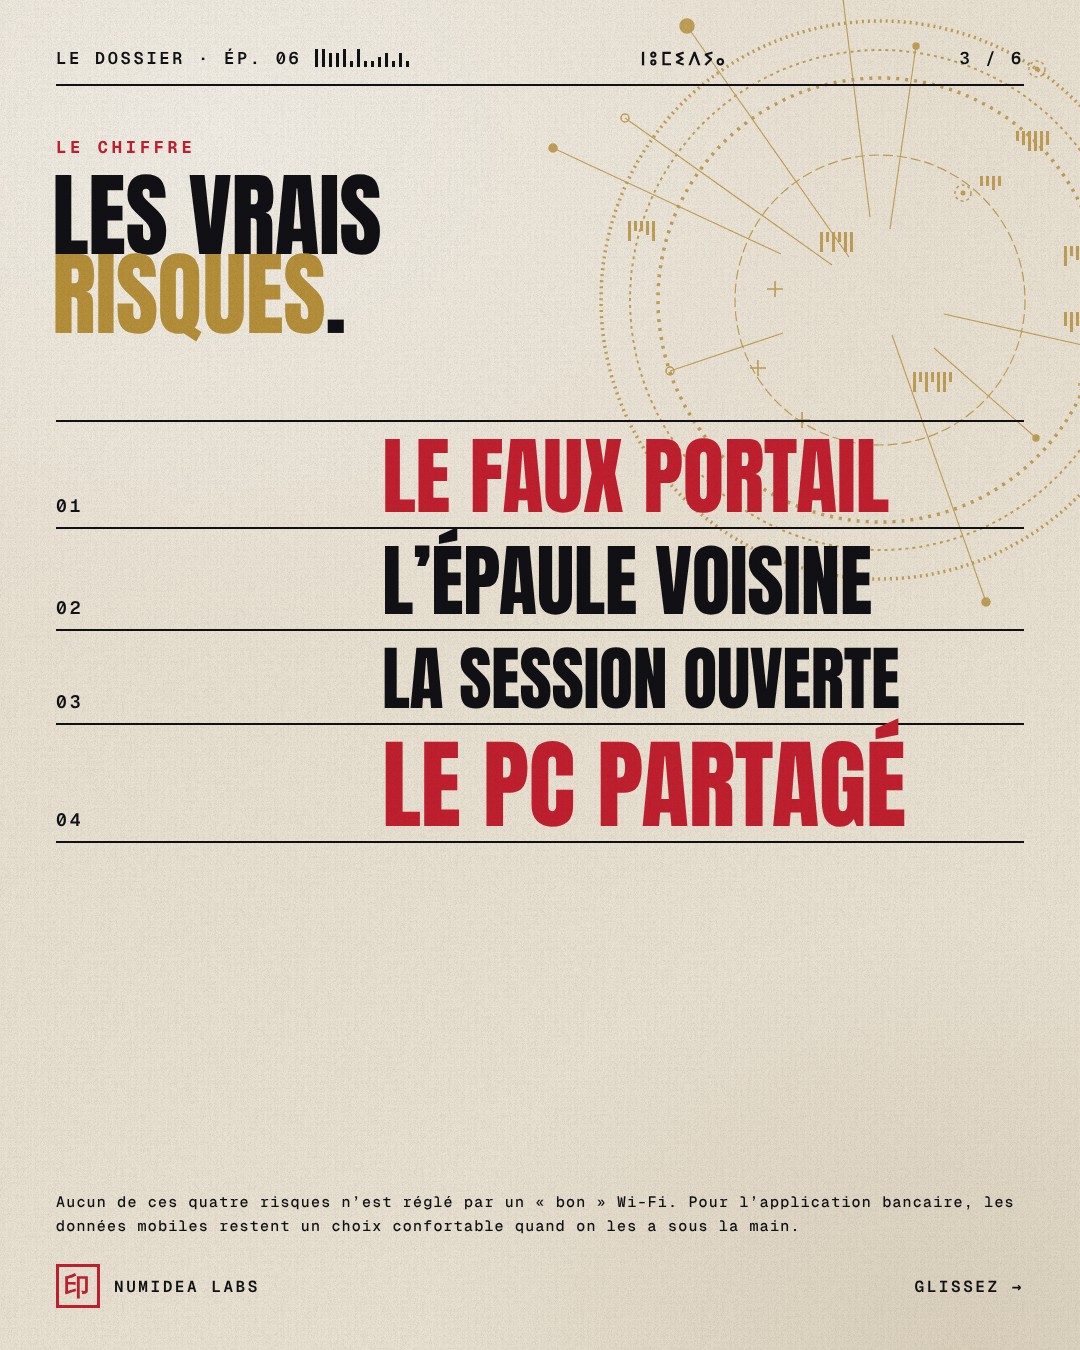 LE DOSSIER · ÉP. 06
ⵏⵓⵎⵉⴷⵢⴰ
3 / 6
LE CHIFFRE
LES VRAIS
RISQUES.
01 LE FAUX PORTAIL
02 L’ÉPAULE VOISINE
03 LA SESSION OUVERTE
04 LE PC PARTAGÉ
Aucun de ces quatre risques n’est réglé par un « bon » Wi-Fi. Pour l’application bancaire, les
données mobiles restent un choix confortable quand on les a sous la main.
印 NUMIDEA LABS
GLISSEZ →